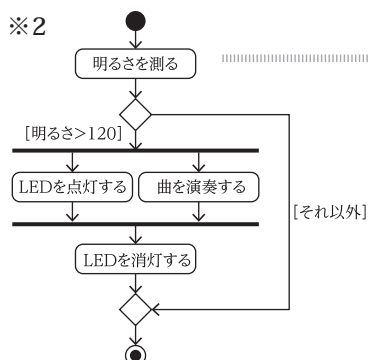 ※2
明るさを測る
[明るさ>120]
LEDを点灯する
曲を演奏する
[それ以外]
LEDを消灯する